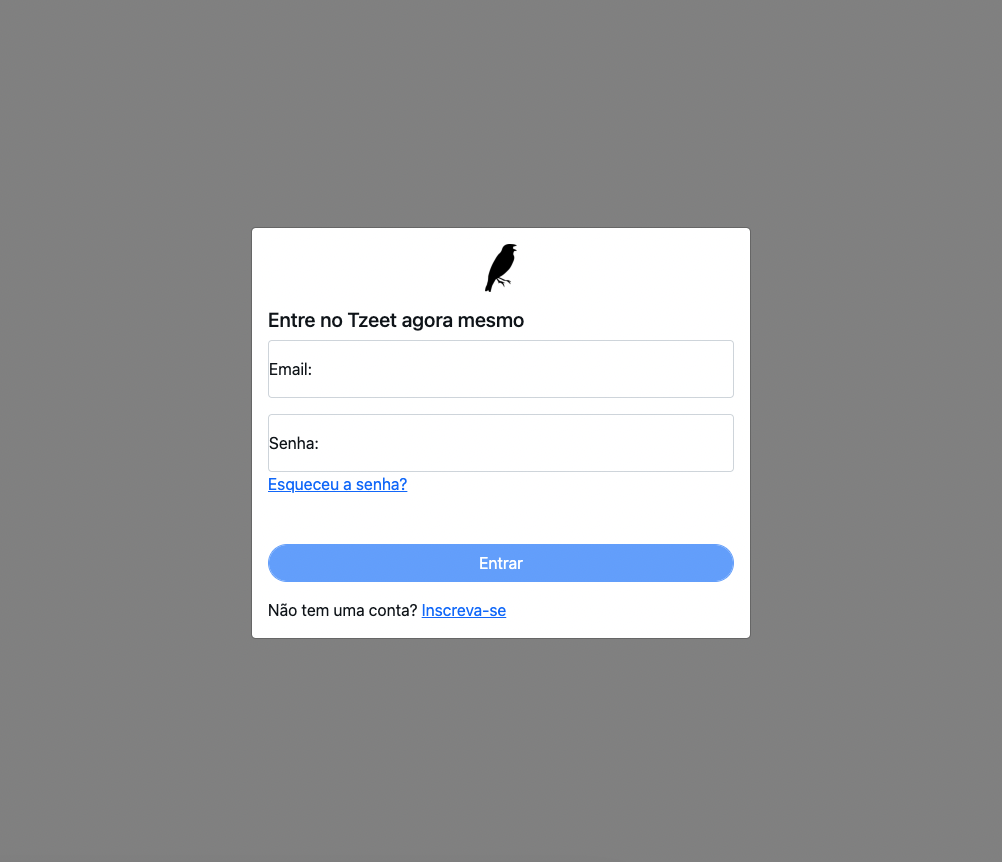 Entre no Tzeet agora mesmo
Email:
Senha:
Esqueceu a senha?
Entrar
Não tem uma conta? Inscreva-se